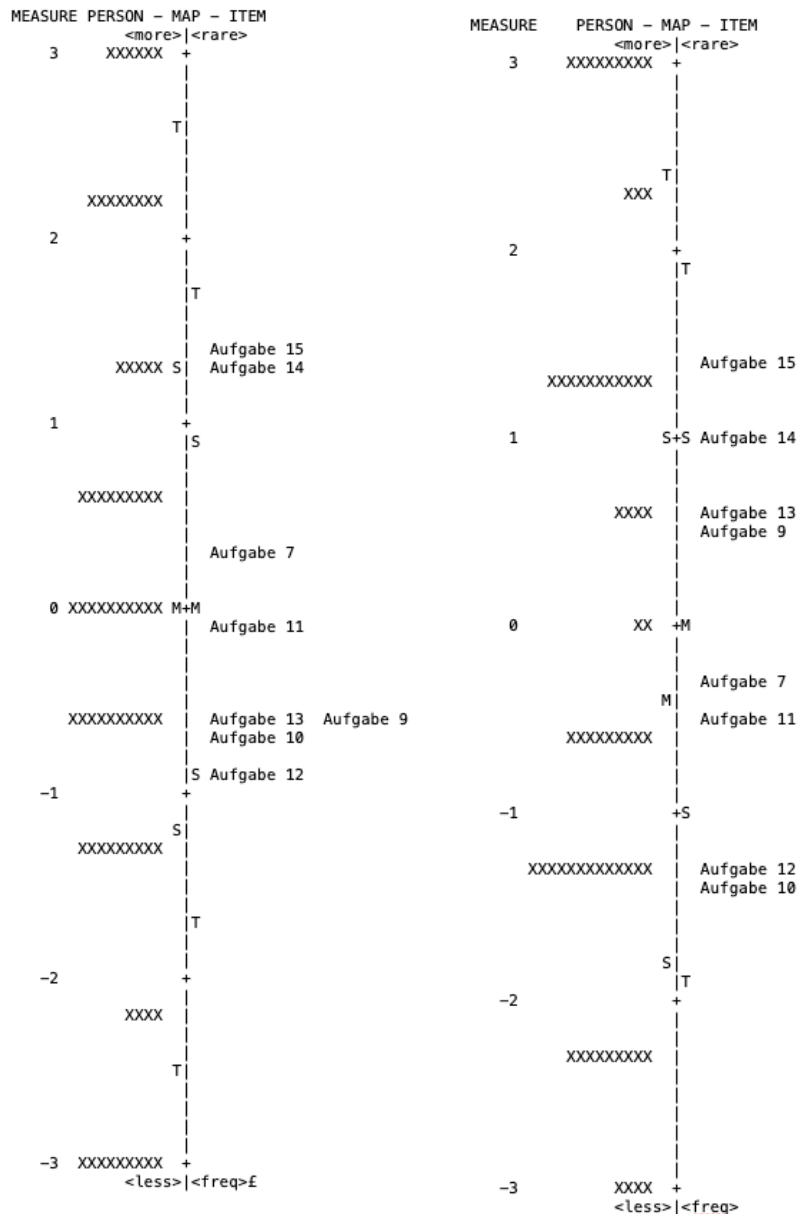 MEASURE PERSON - MAP - ITEM
<more>|<rare>
3 XXXXXX +
T|
XXXXXXXX |
2 +
|T
| Aufgabe 15
XXXXX S| Aufgabe 14
1 +
|S
XXXXXXXXX |
| Aufgabe 7
0 XXXXXXXXXX M+M
| Aufgabe 11
XXXXXXXXXX | Aufgabe 13 Aufgabe 9
| Aufgabe 10
|S Aufgabe 12
-1 +
S|
XXXXXXXXX |
|T
-2 +
XXXX |
T|
-3 XXXXXXXXX +
<less>|<freq>£
MEASURE PERSON - MAP - ITEM
<more>|<rare>
3 XXXXXXXXX +
T|
XXX |
2 +
|T
| Aufgabe 15
XXXXXXXXXXX |
1 S+S Aufgabe 14
XXXX | Aufgabe 13
| Aufgabe 9
0 XX +M
| Aufgabe 7
M|
| Aufgabe 11
XXXXXXXXX |
-1 +S
XXXXXXXXXXXXX | Aufgabe 12
| Aufgabe 10
S|
|T
-2 +
XXXXXXXXX |
-3 XXXX +
<less>|<freq>